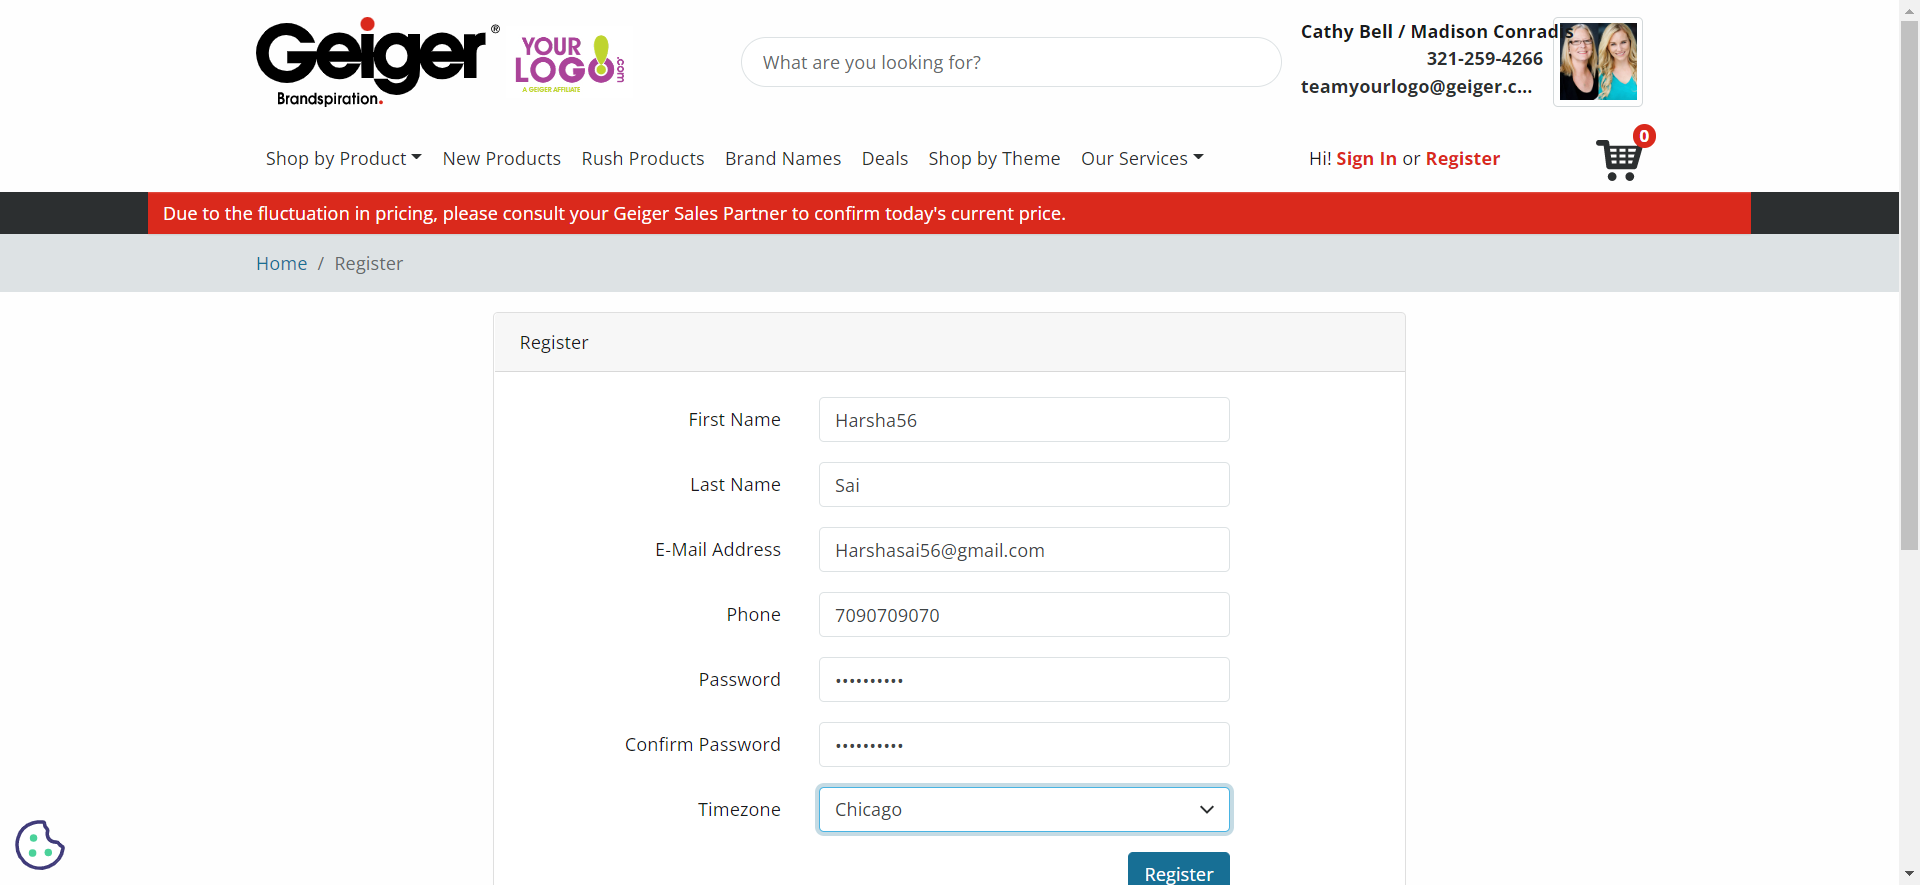 Geiger®
Brandspiration.
YOUR
LOGO!.com
A GEIGER AFFILIATE
What are you looking for?
Cathy Bell / Madison Conrad s
321-259-4266
teamyourlogo@geiger.c...
Shop by Product New Products Rush Products Brand Names Deals Shop by Theme Our Services
Hi! Sign In or Register
0
Due to the fluctuation in pricing, please consult your Geiger Sales Partner to confirm today's current price.
Home / Register
Register
First Name Harsha56
Last Name Sai
E-Mail Address Harshasai56@gmail.com
Phone 7090709070
Password ••••••••••
Confirm Password ••••••••••
Timezone Chicago
Register